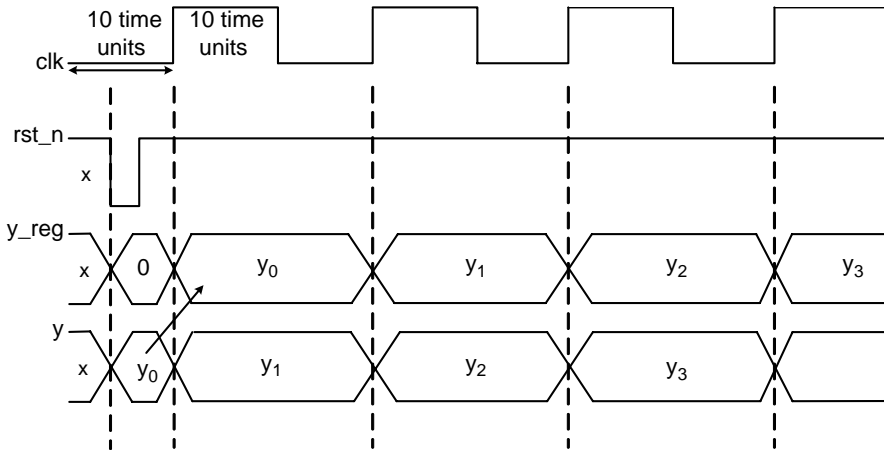 10 time
units
10 time
units
clk
rst_n
x
y_reg
x
0
y0
y1
y2
y3
y
x
y0
y1
y2
y3